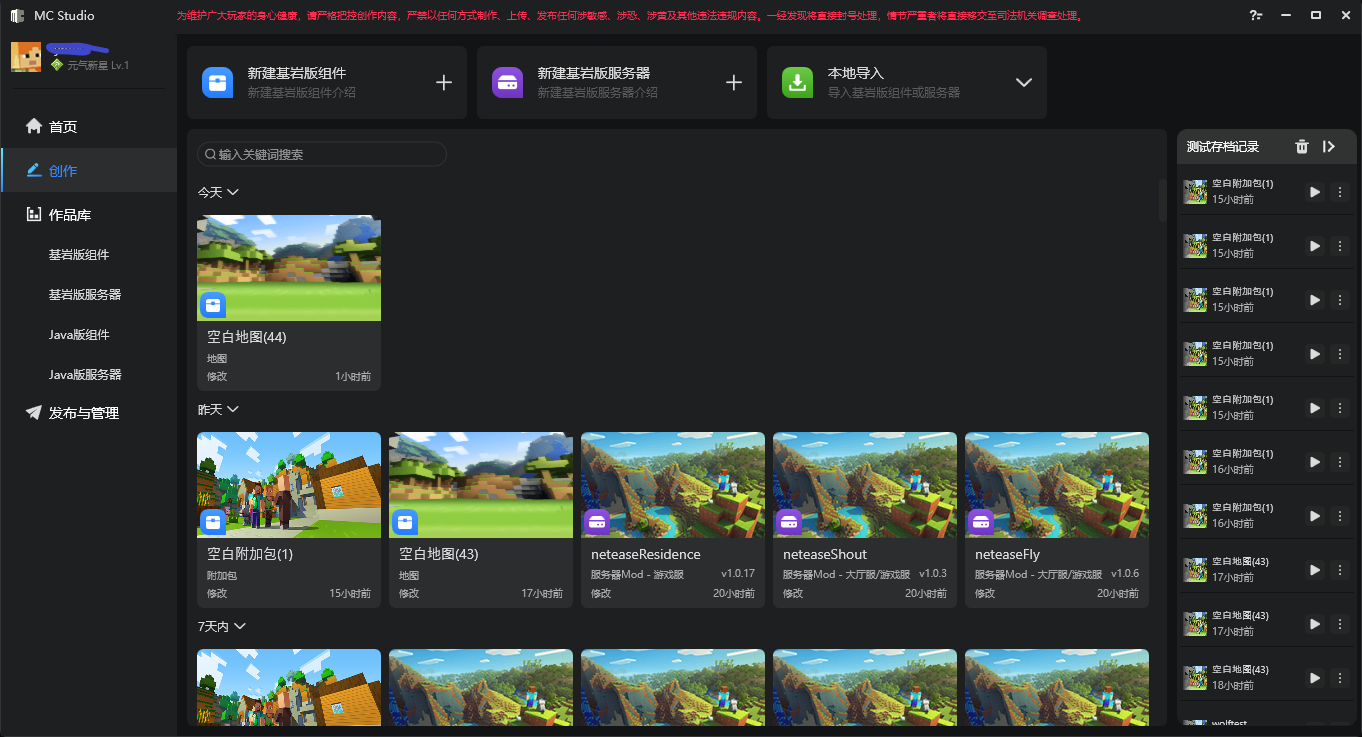 MC Studio
为维护广大玩家的身心健康，请严格把控创作内容，严禁以任何方式制作、上传、发布任何涉敏感、涉恐、涉黄及其他违法违规内容。一经发现将直接封号处理，情节严重者将直接移交至司法机关调查处理。
元气新星 Lv.1
首页
创作
作品库
基岩版组件
基岩版服务器
Java版组件
Java版服务器
发布与管理
新建基岩版组件
新建基岩版组件介绍
新建基岩版服务器
新建基岩版服务器介绍
本地导入
导入基岩版组件或服务器
输入关键词搜索
今天
空白地图(44)
地图
修改 1小时前
昨天
空白附加包(1)
附加包
修改 15小时前
空白地图(43)
地图
修改 17小时前
neteaseResidence
服务器Mod - 游戏服 v1.0.17
修改 20小时前
neteaseShout
服务器Mod - 大厅服/游戏服 v1.0.3
修改 20小时前
neteaseFly
服务器Mod - 大厅服/游戏服 v1.0.6
修改 20小时前
7天内
测试存档记录
空白附加包(1)
15小时前
空白附加包(1)
15小时前
空白附加包(1)
15小时前
空白附加包(1)
15小时前
空白附加包(1)
15小时前
空白附加包(1)
16小时前
空白附加包(1)
16小时前
空白地图(43)
17小时前
空白地图(43)
17小时前
空白地图(43)
18小时前
wolftest